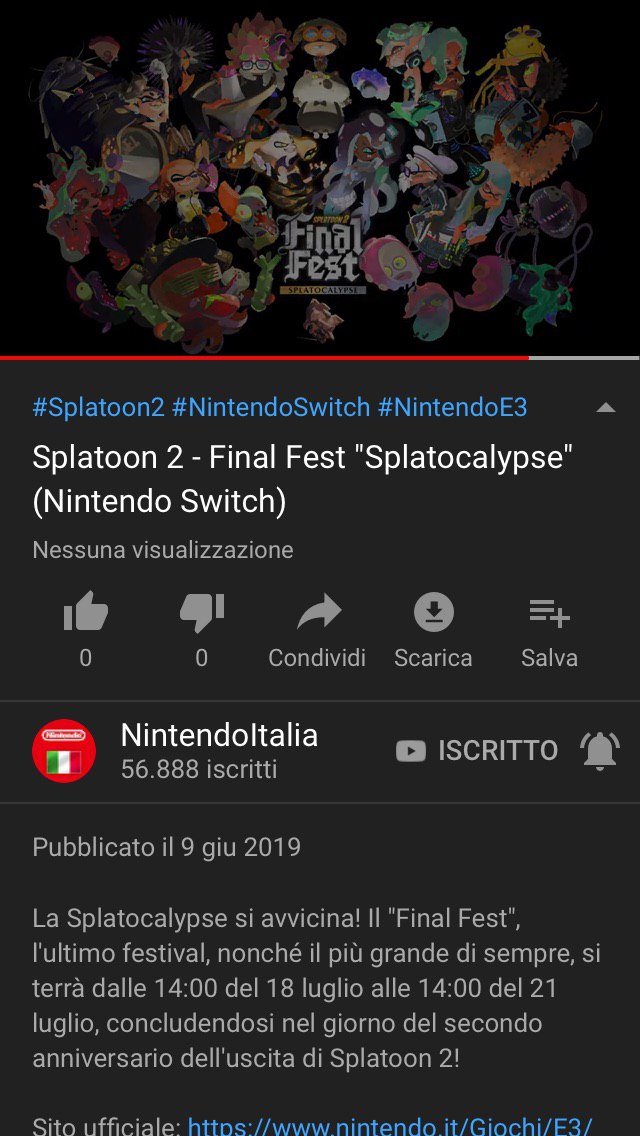 SPLATOON 2
Final
Fest
SPLATOCALYPSE
#Splatoon2 #NintendoSwitch #NintendoE3
Splatoon 2 - Final Fest "Splatocalypse"
(Nintendo Switch)
Nessuna visualizzazione
0
0
Condividi
Scarica
Salva
Nintendo
NintendoItalia
ISCRITTO
56.888 iscritti
Pubblicato il 9 giu 2019
La Splatocalypse si avvicina! Il "Final Fest",
l'ultimo festival, nonché il più grande di sempre, si
terrà dalle 14:00 del 18 luglio alle 14:00 del 21
luglio, concludendosi nel giorno del secondo
anniversario dell'uscita di Splatoon 2!
Sito ufficiale: https://www.nintendo.it/Giochi/E3/